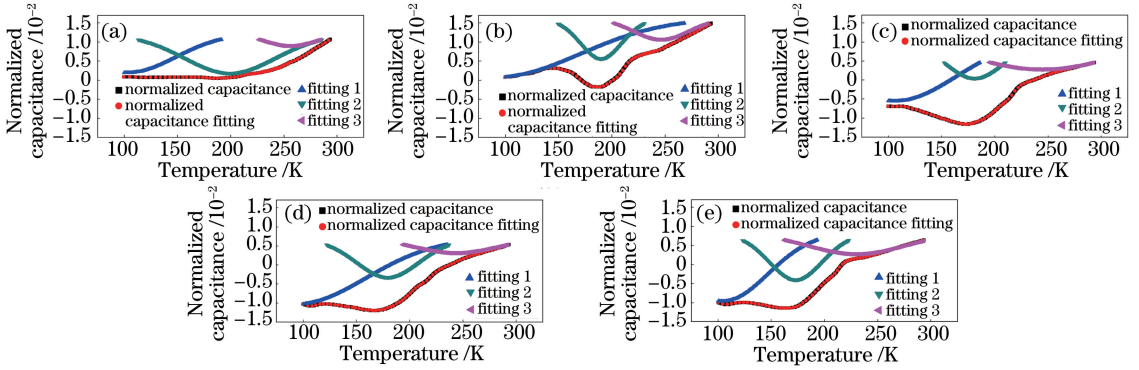 (a)
Normalized
capacitance /10⁻²
1.5
1.0
0.5
0
−0.5
−1.0
−1.5
normalized capacitance
normalized
capacitance fitting
fitting 1
fitting 2
fitting 3
100 150 200 250 300
Temperature /K
(b)
Normalized
capacitance /10⁻²
1.5
1.0
0.5
0
−0.5
−1.0
−1.5
normalized capacitance
normalized
capacitance fitting
fitting 1
fitting 2
fitting 3
100 150 200 250 300
Temperature /K
(c)
Normalized
capacitance /10⁻²
1.5
1.0
0.5
0
−0.5
−1.0
−1.5
normalized capacitance
normalized capacitance fitting
fitting 1
fitting 2
fitting 3
100 150 200 250 300
Temperature /K
(d)
Normalized
capacitance /10⁻²
1.5
1.0
0.5
0
−0.5
−1.0
−1.5
normalized capacitance
normalized capacitance fitting
fitting 1
fitting 2
fitting 3
100 150 200 250 300
Temperature /K
(e)
Normalized
capacitance /10⁻²
1.5
1.0
0.5
0
−0.5
−1.0
−1.5
normalized capacitance
normalized capacitance fitting
fitting 1
fitting 2
fitting 3
100 150 200 250 300
Temperature /K